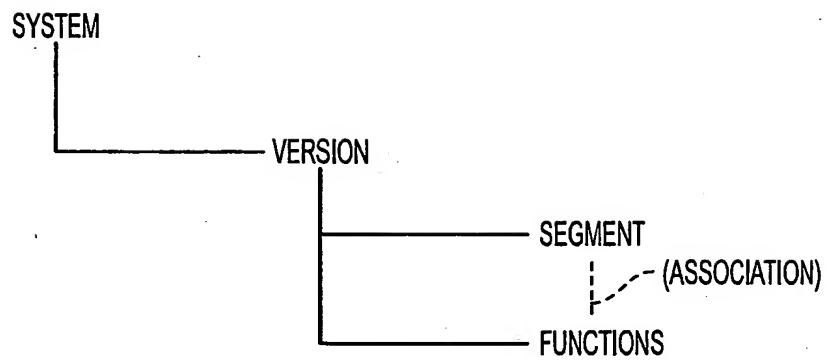 SYSTEM
VERSION
SEGMENT
(ASSOCIATION)
FUNCTIONS